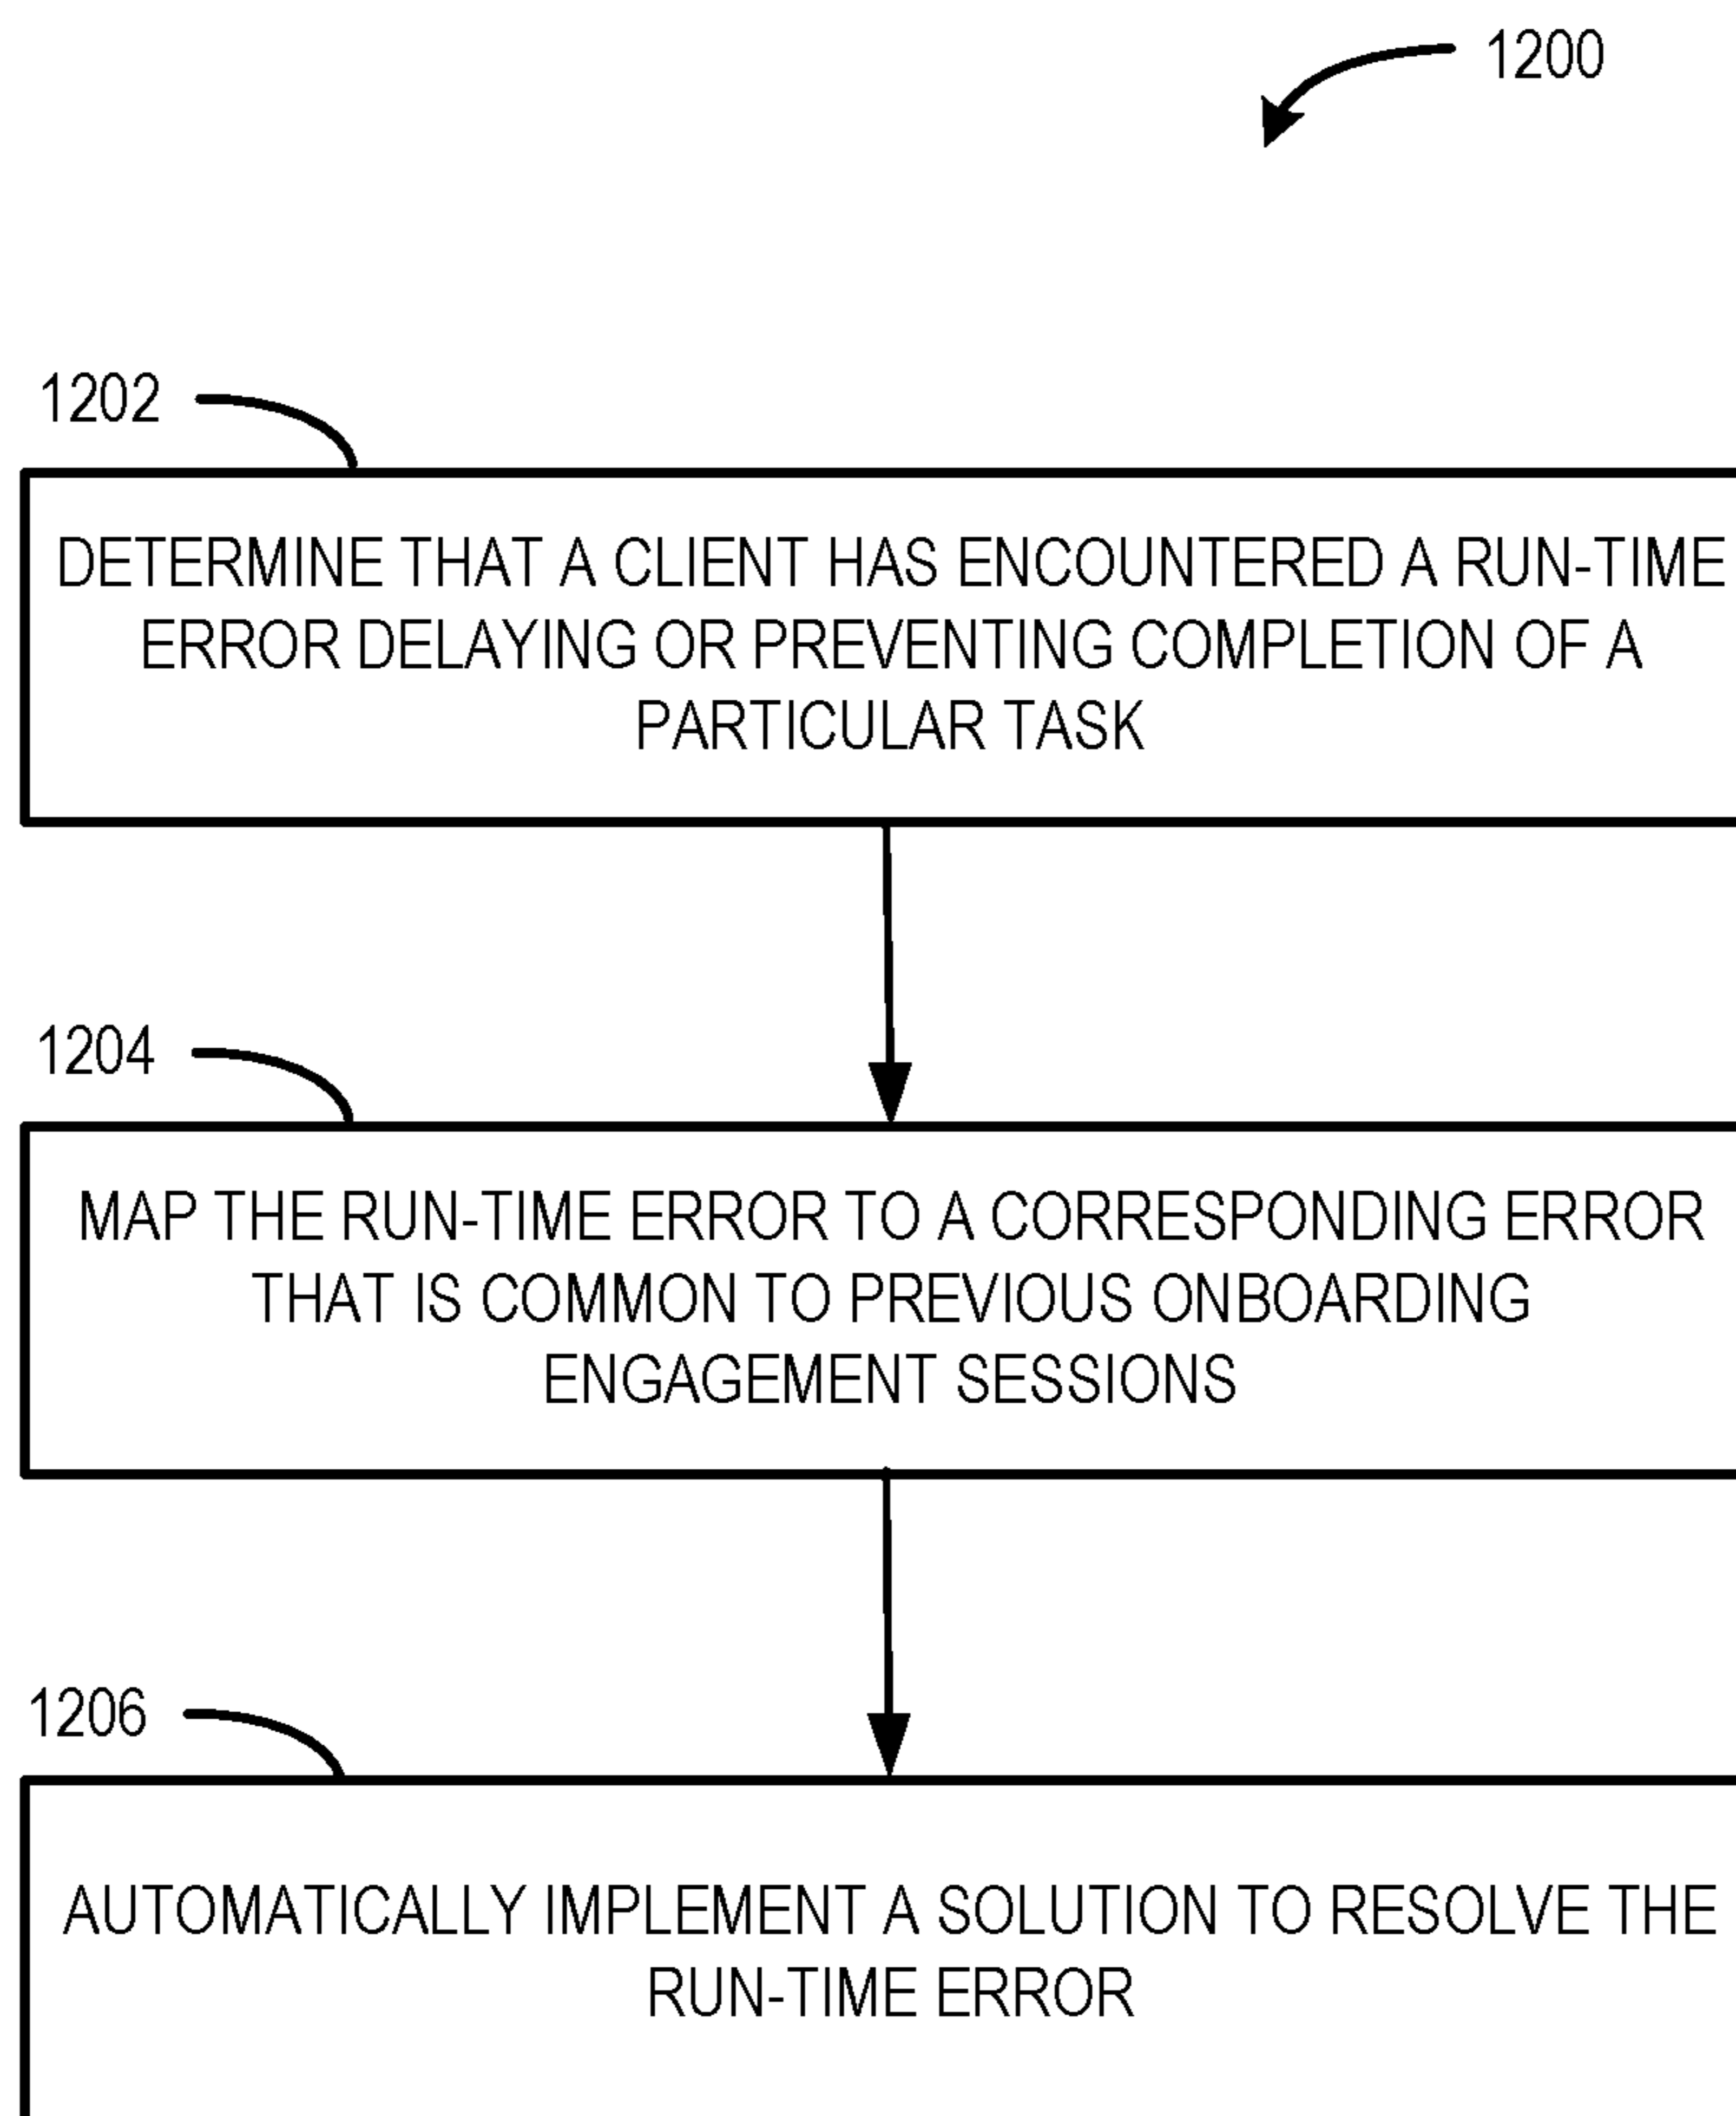 1200
1202
DETERMINE THAT A CLIENT HAS ENCOUNTERED A RUN-TIME
ERROR DELAYING OR PREVENTING COMPLETION OF A
PARTICULAR TASK
1204
MAP THE RUN-TIME ERROR TO A CORRESPONDING ERROR
THAT IS COMMON TO PREVIOUS ONBOARDING
ENGAGEMENT SESSIONS
1206
AUTOMATICALLY IMPLEMENT A SOLUTION TO RESOLVE THE
RUN-TIME ERROR